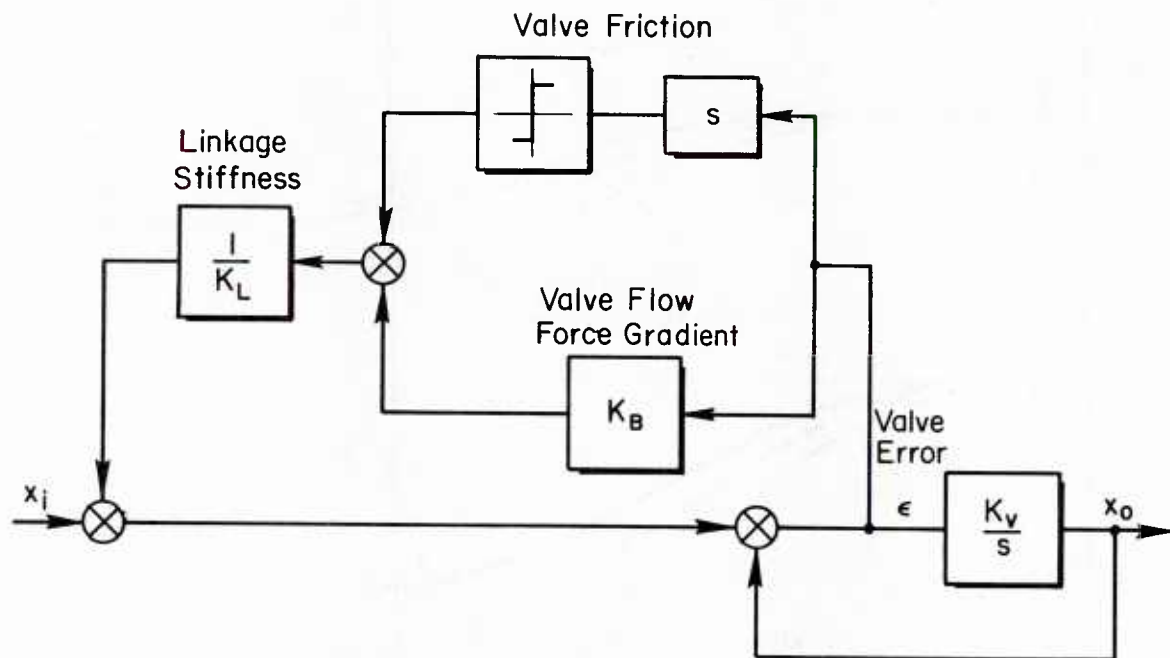 Valve Friction
s
Linkage
Stiffness
1
K_L
Valve Flow
Force Gradient
K_B
Valve
Error
x_i
ϵ
K_v
s
x_o